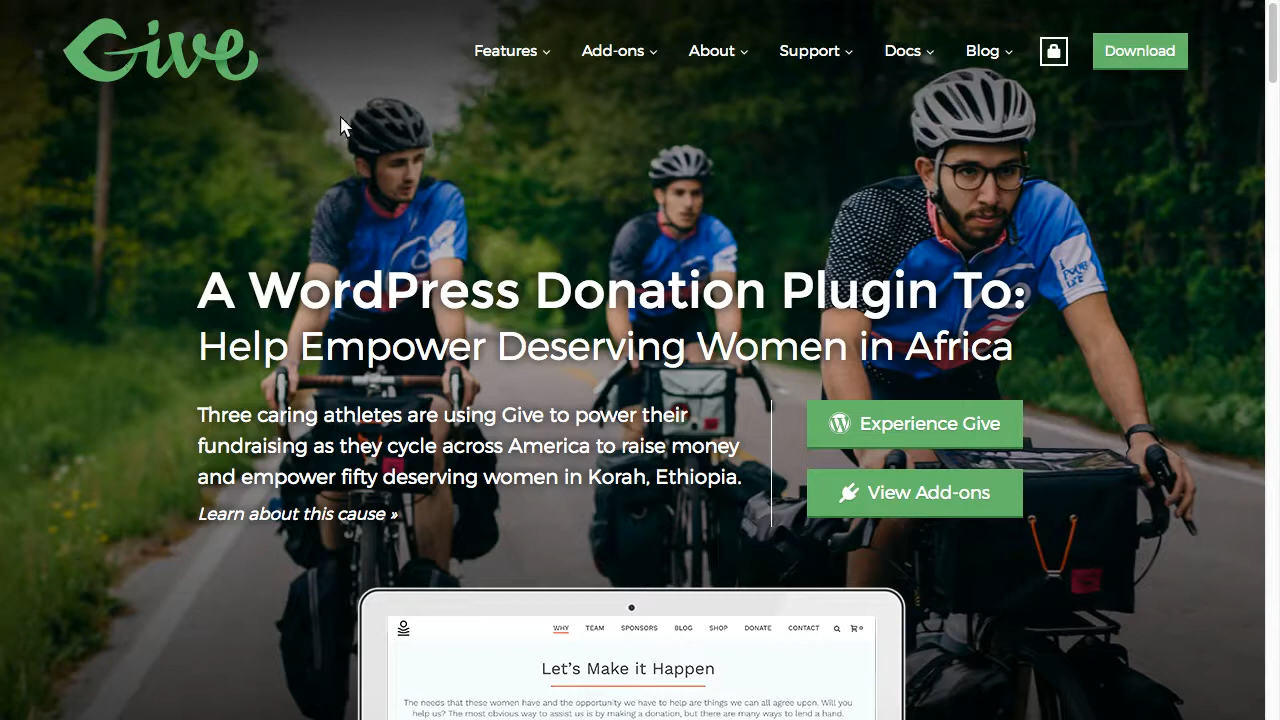 Give
Features Add-ons About Support Docs Blog Download
A WordPress Donation Plugin To:
Help Empower Deserving Women in Africa
Three caring athletes are using Give to power their
fundraising as they cycle across America to raise money
and empower fifty deserving women in Korah, Ethiopia.
Learn about this cause »
Experience Give
View Add-ons
WHY TEAM SPONSORS BLOG SHOP DONATE CONTACT 0
Let's Make it Happen
The needs that these women have and the opportunity we have to help are things we can all agree upon. Will you
help us? The most obvious way to assist us is by making a donation, but there are many ways to lend a hand.